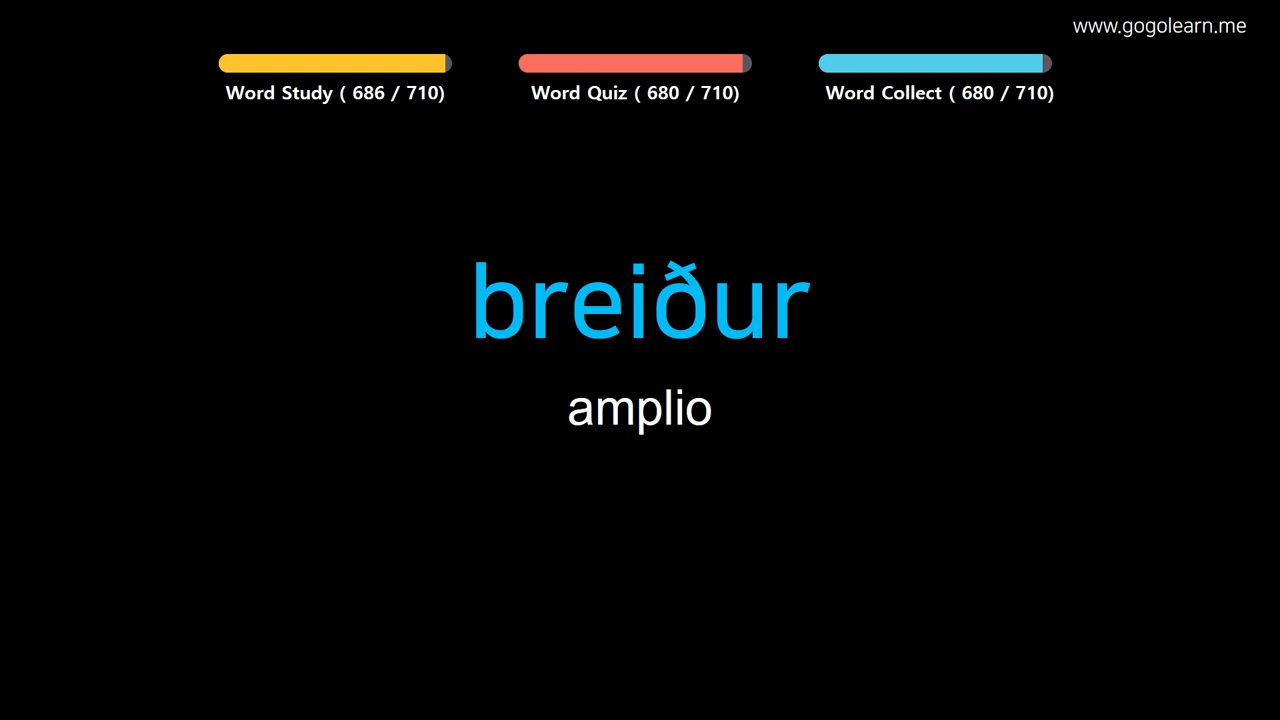 www.gogolearn.me
Word Study ( 686 / 710)
Word Quiz ( 680 / 710)
Word Collect ( 680 / 710)
breiður
amplio